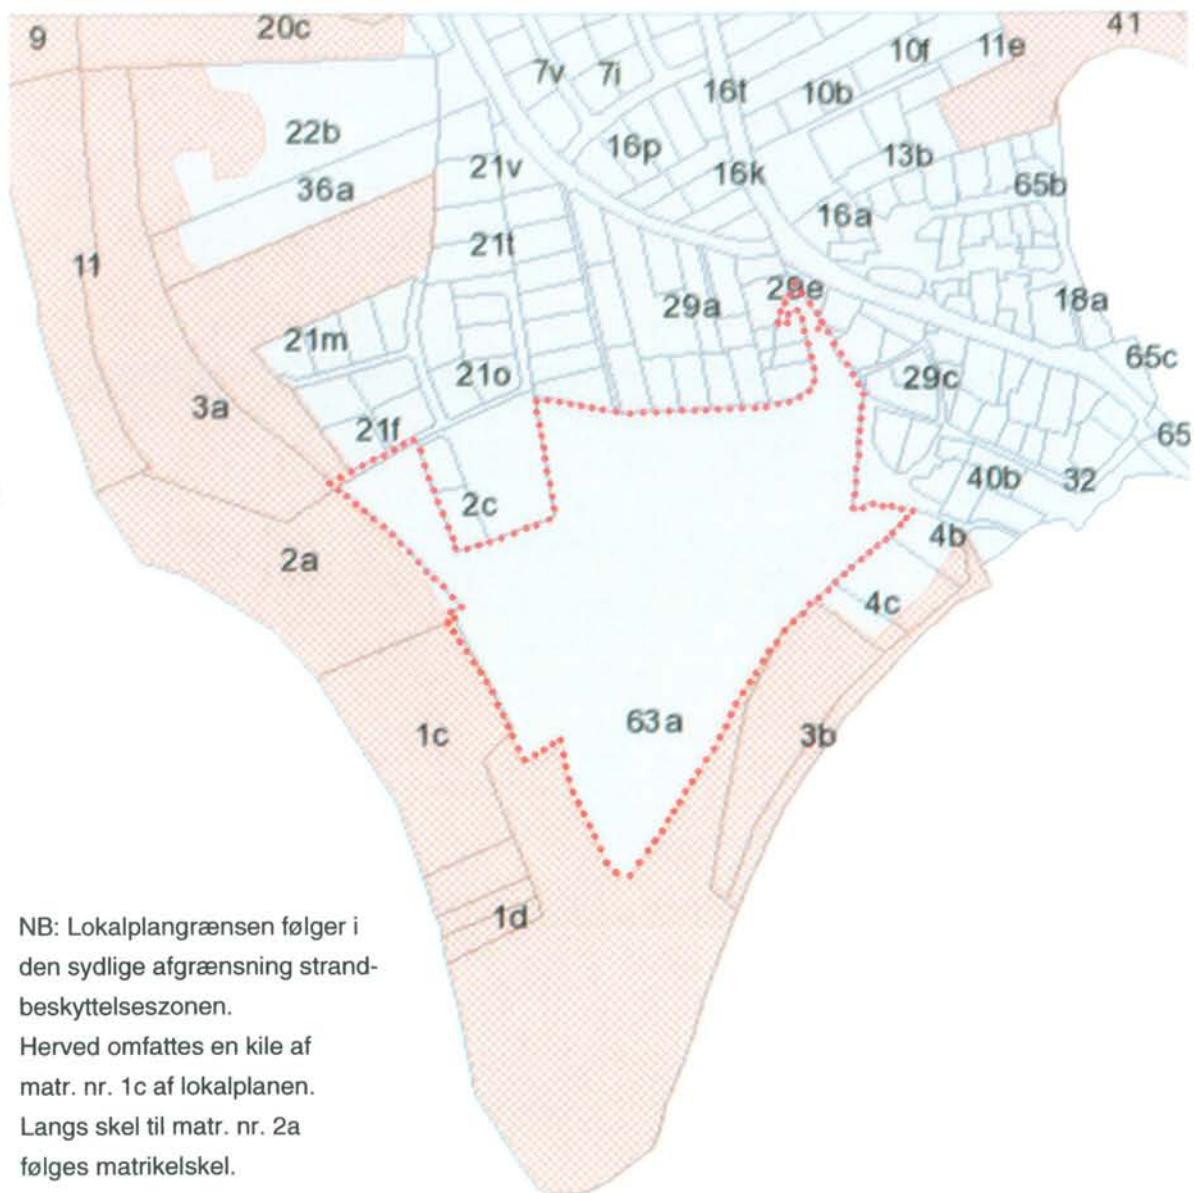 9
20c
41
7v
7i
10f
11e
16t
10b
22b
16p
13b
21v
16k
65b
36a
16a
21t
11
29e
18a
29a
21m
65c
21o
29c
3a
21f
65
2c
40b
32
4b
2a
4c
63a
1c
3b
1d
NB: Lokalplangrænsen følger i
den sydlige afgrænsning strand-
beskyttelseszonen.
Herved omfattes en kile af
matr. nr. 1c af lokalplanen.
Langs skel til matr. nr. 2a
følges matrikelskel.